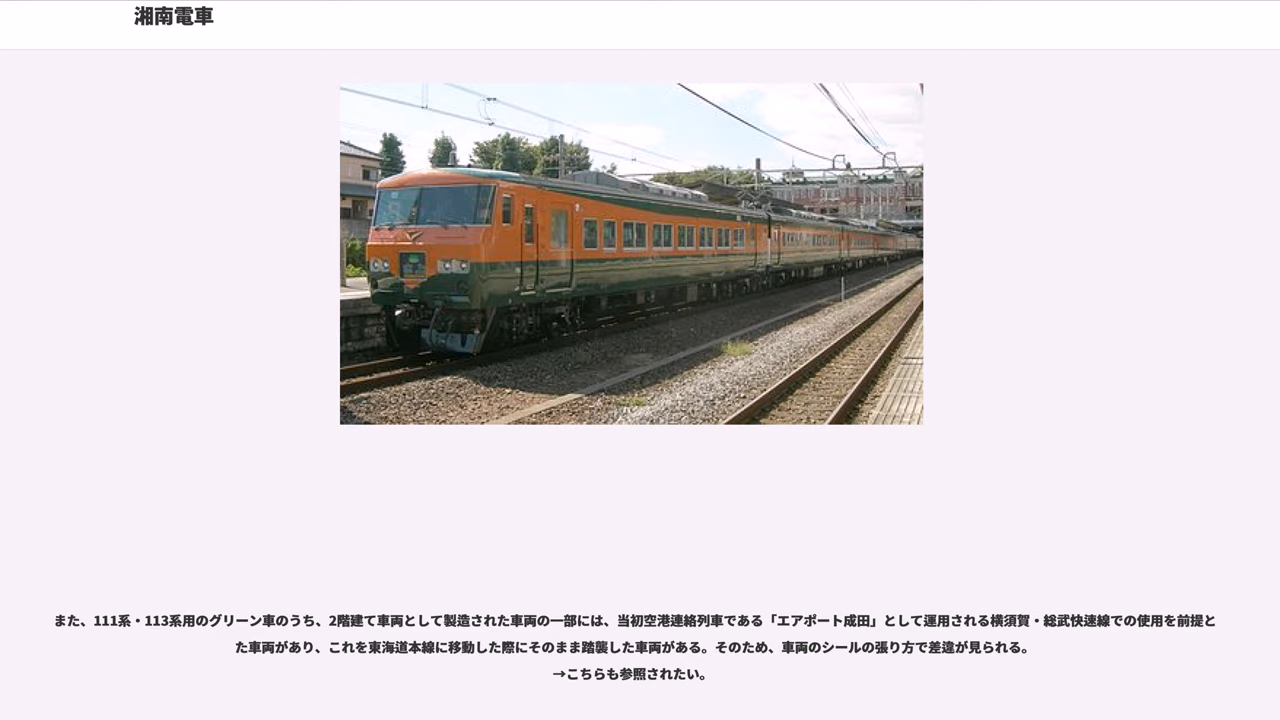 湘南電車
また、111系・113系用のグリーン車のうち、2階建て車両として製造された車両の一部には、当初空港連絡列車である「エアポート成田」として運用される横須賀・総武快速線での使用を前提と
た車両があり、これを東海道本線に移動した際にそのまま踏襲した車両がある。そのため、車両のシールの張り方で差違が見られる。
→こちらも参照されたい。